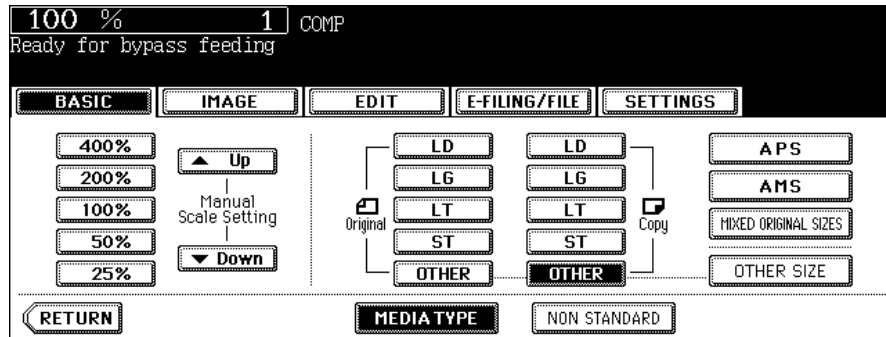 100 % 1 COMP
Ready for bypass feeding
BASIC IMAGE EDIT E-FILING/FILE SETTINGS
400% Up LD LD APS
200% LG LG AMS
100% Manual Scale Setting Original LT LT Copy MIXED ORIGINAL SIZES
50% ST ST
25% Down OTHER OTHER OTHER SIZE
RETURN MEDIA TYPE NON STANDARD